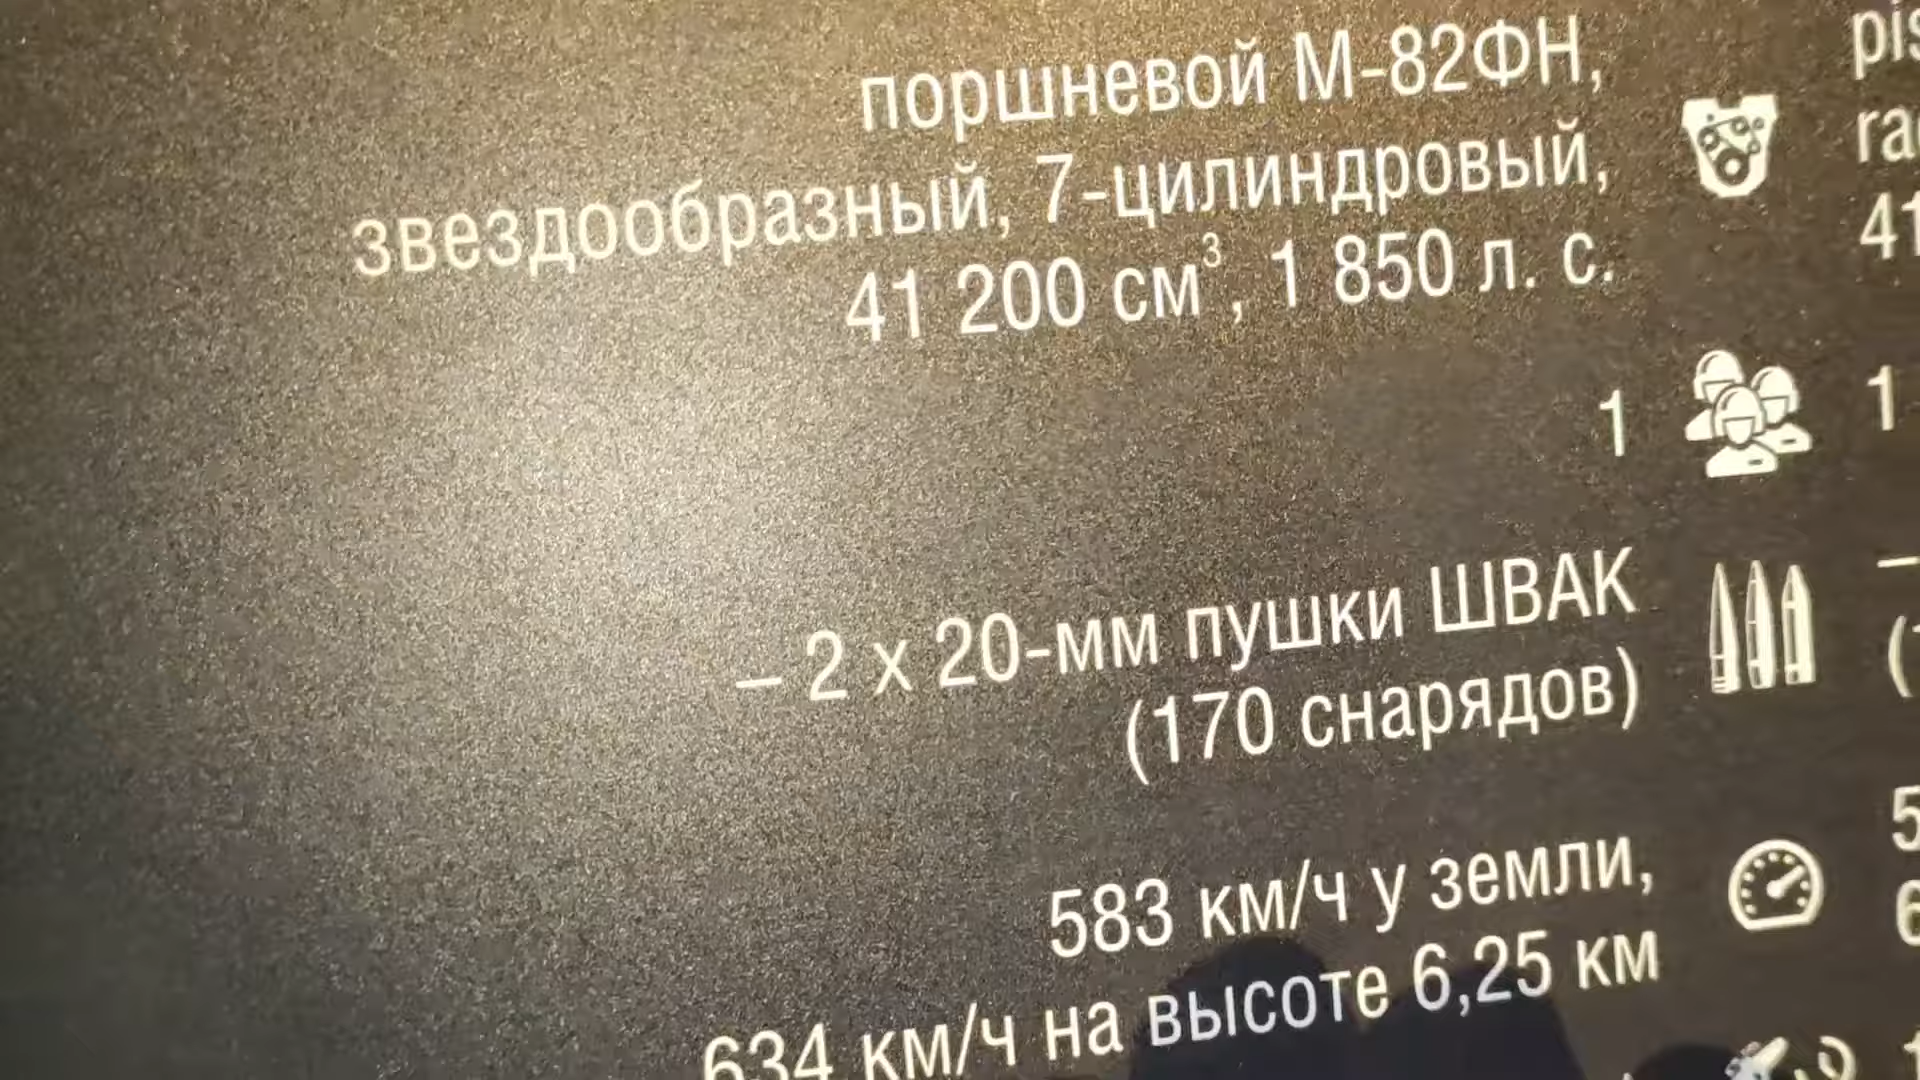 поршневой М-82ФН,
звездообразный, 7-цилиндровый,
41 200 см³, 1 850 л. с.
1
– 2 х 20-мм пушки ШВАК
(170 снарядов)
583 км/ч у земли,
634 км/ч на высоте 6,25 км
1